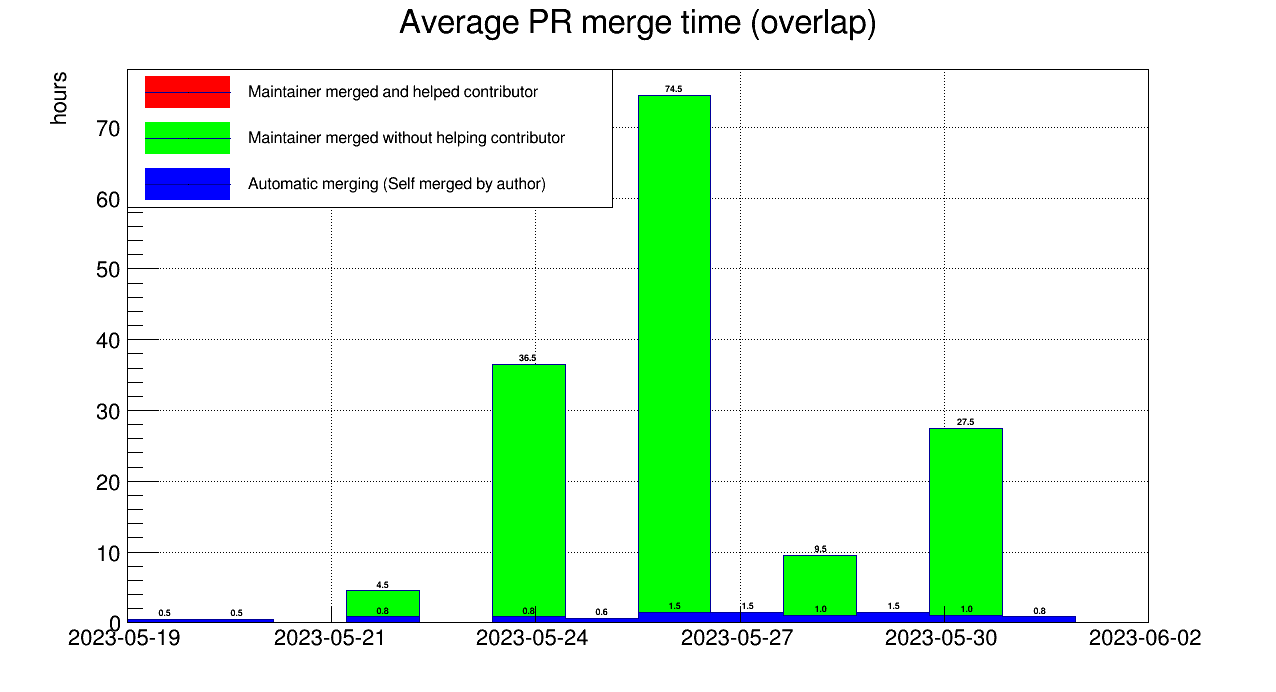 Average PR merge time (overlap)
hours
Maintainer merged and helped contributor
Maintainer merged without helping contributor
Automatic merging (Self merged by author)
70
60
50
40
30
20
10
0
74.5
36.5
27.5
9.5
4.5
0.5 0.5 0.8 0.8 0.6 1.5 1.5 1.0 1.5 1.0 0.8
2023-05-19 2023-05-21 2023-05-24 2023-05-27 2023-05-30 2023-06-02